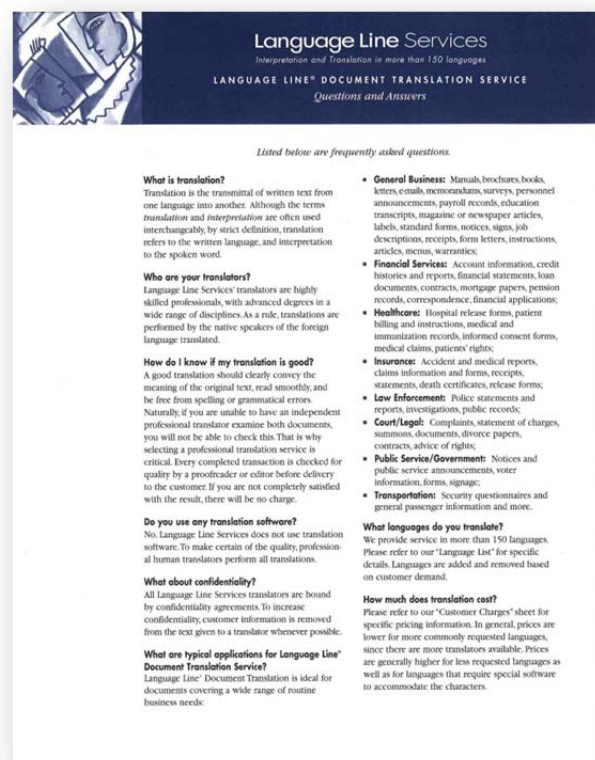 Language Line Services
Interpretation and Translation in more than 150 languages
LANGUAGE LINE® DOCUMENT TRANSLATION SERVICE
Questions and Answers
Listed below are frequently asked questions.
What is translation?
Translation is the transmittal of written text from
one language into another. Although the terms
translation and interpretation are often used
interchangeably, by strict definition, translation
refers to the written language, and interpretation
to the spoken word.
Who are your translators?
Language Line Services' translators are highly
skilled professionals, with advanced degrees in a
wide range of disciplines. As a rule, translations are
performed by the native speakers of the foreign
language translated.
How do I know if my translation is good?
A good translation should clearly convey the
meaning of the original text, read smoothly, and
be free from spelling or grammatical errors.
Naturally, if you are unable to have an independent
professional translator examine both documents,
you will not be able to check this. That is why
selecting a professional translation service is
critical. Every completed transaction is checked for
quality by a proofreader or editor before delivery
to the customer. If you are not completely satisfied
with the result, there will be no charge.
Do you use any translation software?
No. Language Line Services does not use translation
software. To make certain of the quality, profession-
al human translators perform all translations.
What about confidentiality?
All Language Line Services translators are bound
by confidentiality agreements. To increase
confidentiality, customer information is removed
from the text given to a translator whenever possible.
What are typical applications for Language Line®
Document Translation Service?
Language Line® Document Translation is ideal for
documents covering a wide range of routine
business needs:
▪ General Business: Manuals, brochures, books,
letters, e-mails, memorandums, surveys, personnel
announcements, payroll records, education
transcripts, magazine or newspaper articles,
labels, standard forms, notices, signs, job
descriptions, receipts, form letters, instructions,
articles, menus, warranties;
▪ Financial Services: Account information, credit
histories and reports, financial statements, loan
documents, contracts, mortgage papers, pension
records, correspondence, financial applications;
▪ Healthcare: Hospital release forms, patient
billing and instructions, medical and
immunization records, informed consent forms,
medical claims, patients' rights;
▪ Insurance: Accident and medical reports,
claims information and forms, receipts,
statements, death certificates, release forms;
▪ Law Enforcement: Police statements and
reports, investigations, public records;
▪ Court/Legal: Complaints, statement of charges,
summons, documents, divorce papers,
contracts, advice of rights;
▪ Public Service/Government: Notices and
public service announcements, voter
information, forms, signage;
▪ Transportation: Security questionnaires and
general passenger information and more.
What languages do you translate?
We provide service in more than 150 languages.
Please refer to our "Language List" for specific
details. Languages are added and removed based
on customer demand.
How much does translation cost?
Please refer to our "Customer Charges" sheet for
specific pricing information. In general, prices are
lower for more commonly requested languages,
since there are more translators available. Prices
are generally higher for less requested languages as
well as for languages that require special software
to accommodate the characters.